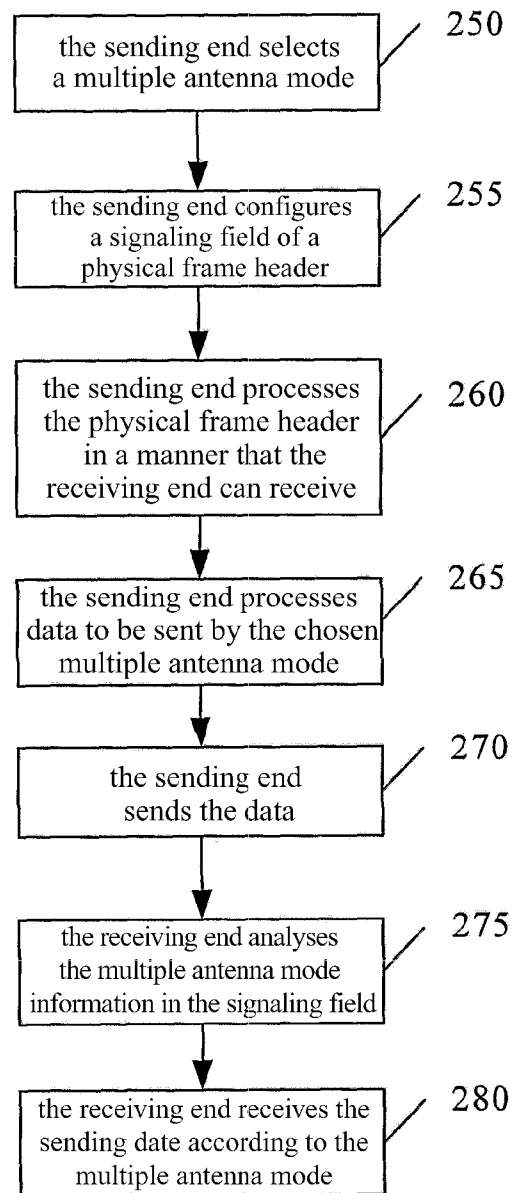 250
the sending end selects
a multiple antenna mode
255
the sending end configures
a signaling field of a
physical frame header
260
the sending end processes
the physical frame header
in a manner that the
receiving end can receive
265
the sending end processes
data to be sent by the chosen
multiple antenna mode
270
the sending end
sends the data
275
the receiving end analyses
the multiple antenna mode
information in the signaling field
280
the receiving end receives the
sending date according to the
multiple antenna mode